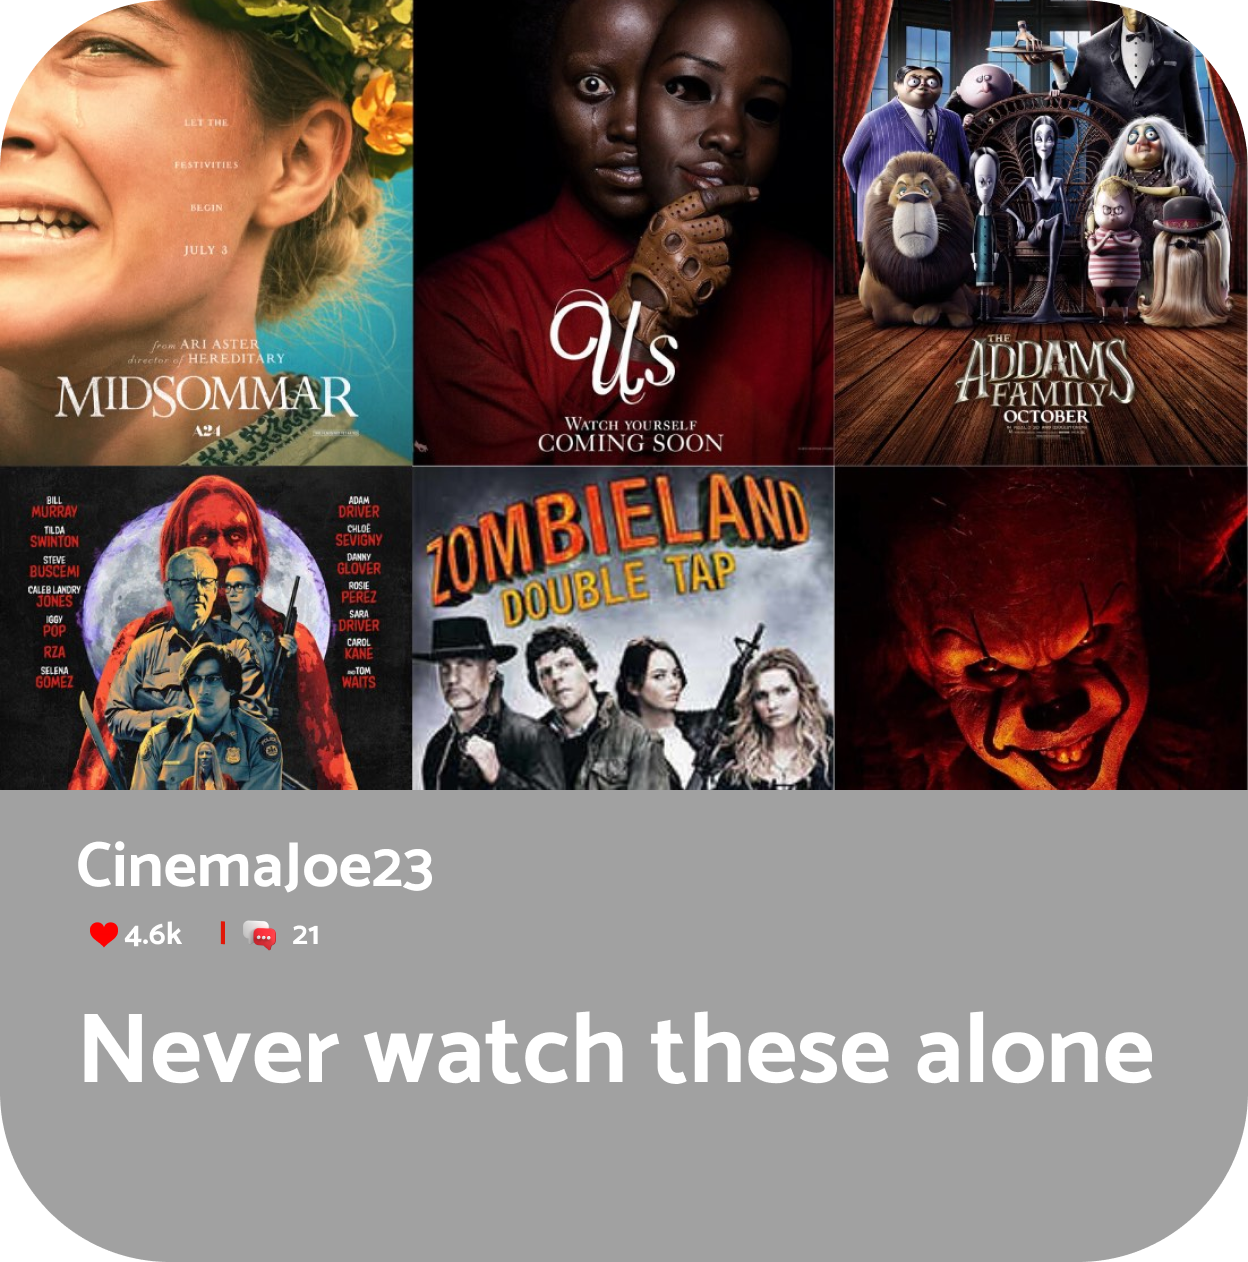 LET THE
FESTIVITIES
BEGIN
JULY 3
from ARI ASTER
director of HEREDITARY
MIDSOMMAR
A24
Us
WATCH YOURSELF
COMING SOON
THE
ADDAMS
FAMILY
OCTOBER
BILL
MURRAY
TILDA
SWINTON
STEVE
BUSCEMI
CALEB LANDRY
JONES
IGGY
POP
RZA
SELENA
GOMEZ
ADAM
DRIVER
CHLOË
SEVIGNY
DANNY
GLOVER
ROSIE
PEREZ
SARA
DRIVER
CAROL
KANE
AND TOM
WAITS
ZOMBIELAND
DOUBLE TAP
CinemaJoe23
4.6k | 21
Never watch these alone